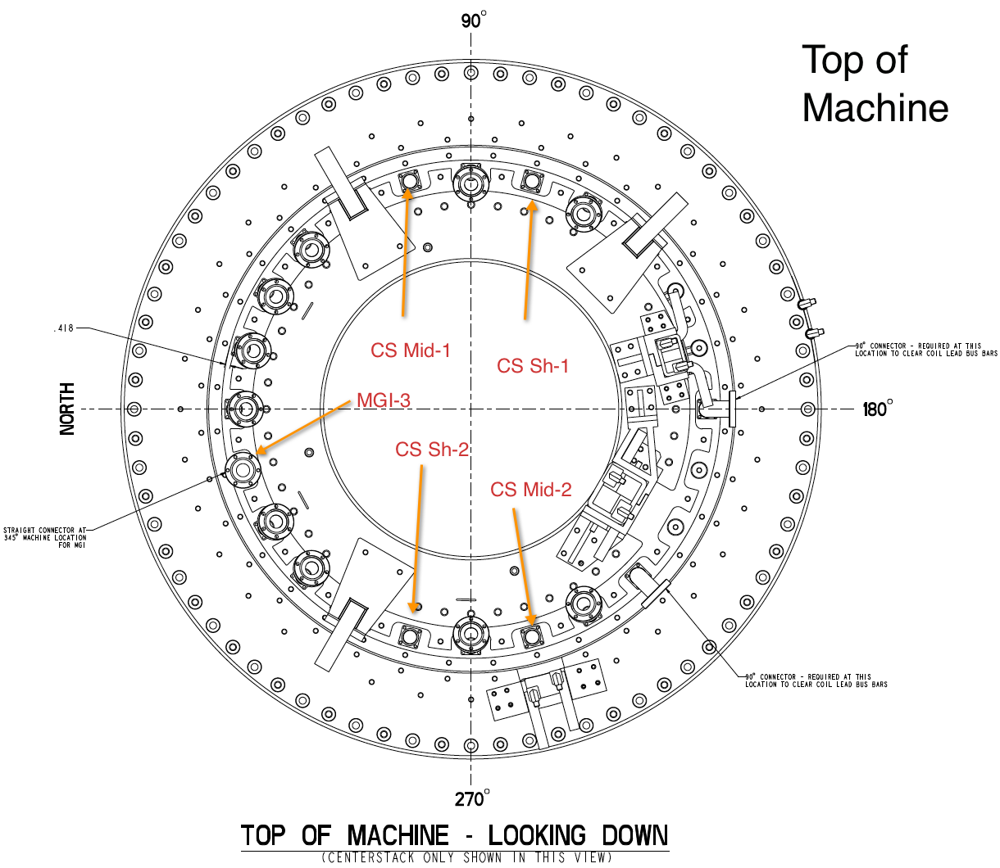 90°
Top of
Machine
.418
90° CONNECTOR - REQUIRED AT THIS
LOCATION TO CLEAR COIL LEAD BUS BARS
CS Mid-1
CS Sh-1
NORTH
MGI-3
180°
CS Sh-2
CS Mid-2
STRAIGHT CONNECTOR AT
345° MACHINE LOCATION
FOR MGI
90° CONNECTOR - REQUIRED AT THIS
LOCATION TO CLEAR COIL LEAD BUS BARS
270°
TOP OF MACHINE - LOOKING DOWN
(CENTERSTACK ONLY SHOWN IN THIS VIEW)